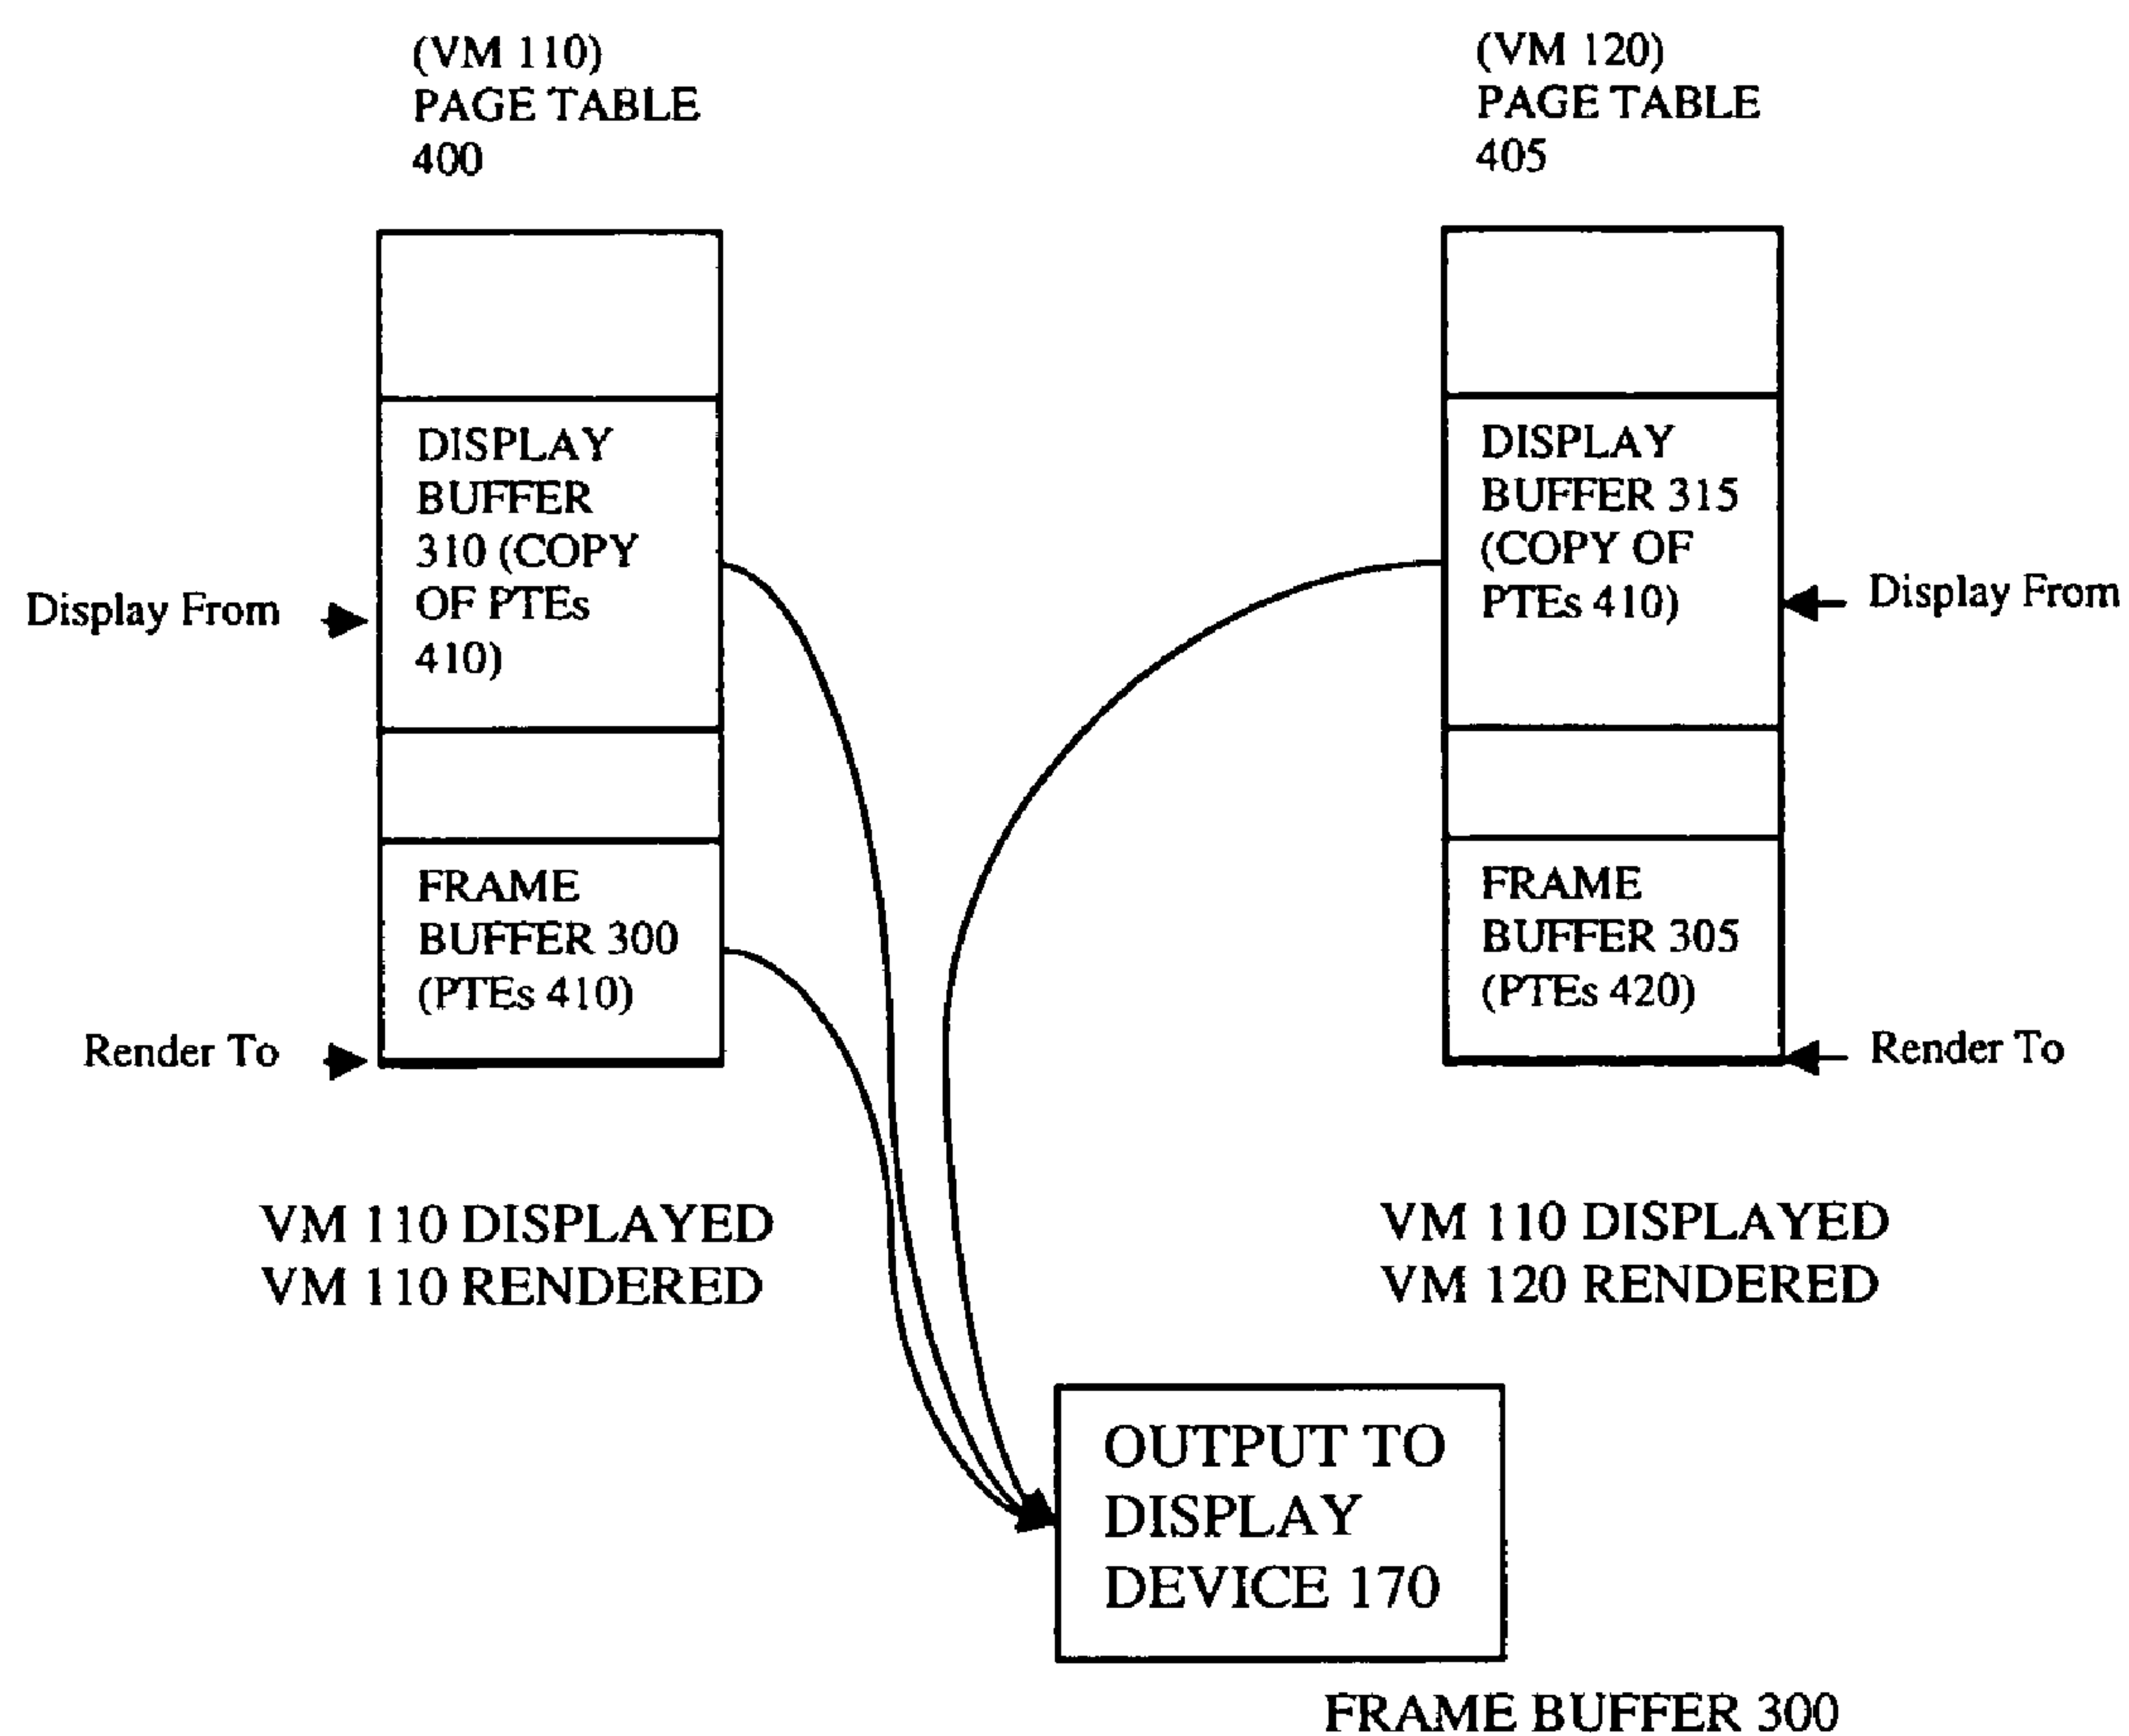 (VM 110)
PAGE TABLE
400
(VM 120)
PAGE TABLE
405
DISPLAY
BUFFER
310 (COPY
OF PTEs
410)
Display From
FRAME
BUFFER 300
(PTEs 410)
Render To
DISPLAY
BUFFER 315
(COPY OF
PTEs 410)
Display From
FRAME
BUFFER 305
(PTEs 420)
Render To
VM 110 DISPLAYED
VM 110 RENDERED
VM 110 DISPLAYED
VM 120 RENDERED
OUTPUT TO
DISPLAY
DEVICE 170
FRAME BUFFER 300